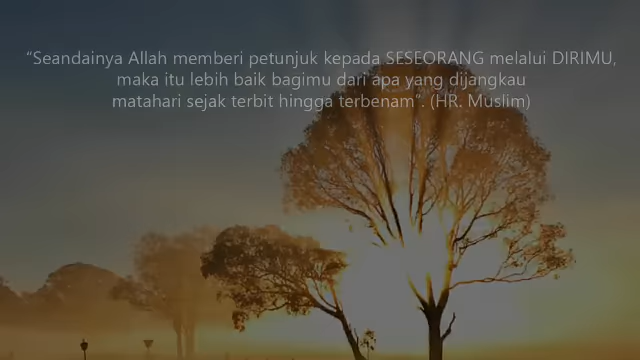 “Seandainya Allah memberi petunjuk kepada SESEORANG melalui DIRIMU,
maka itu lebih baik bagimu dari apa yang dijangkau
matahari sejak terbit hingga terbenam”. (HR. Muslim)